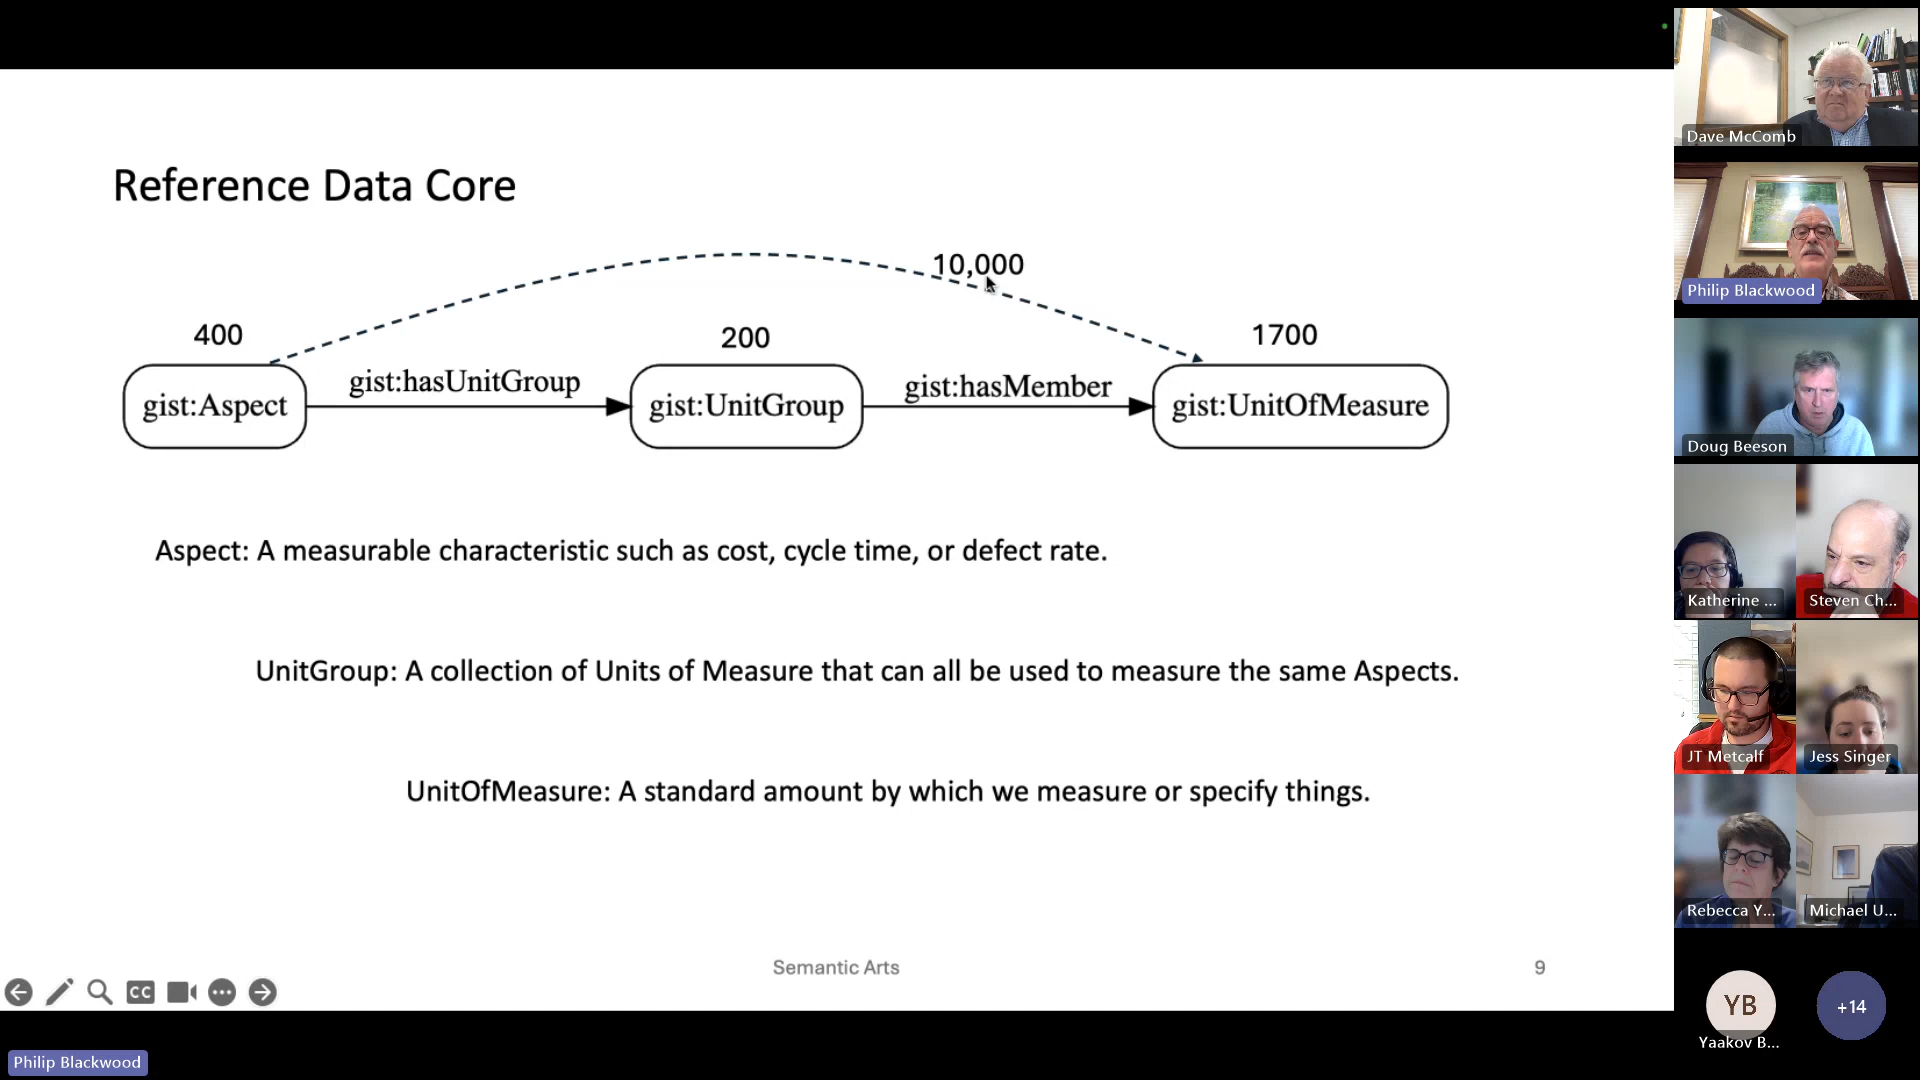 Reference Data Core
10,000
400
200
1700
gist:Aspect
gist:hasUnitGroup
gist:UnitGroup
gist:hasMember
gist:UnitOfMeasure
Aspect: A measurable characteristic such as cost, cycle time, or defect rate.
UnitGroup: A collection of Units of Measure that can all be used to measure the same Aspects.
UnitOfMeasure: A standard amount by which we measure or specify things.
Semantic Arts
9
CC
Philip Blackwood
Dave McComb
Philip Blackwood
Doug Beeson
Katherine ...
Steven Ch...
JT Metcalf
Jess Singer
Rebecca Y...
Michael U...
YB
+14
Yaakov B...